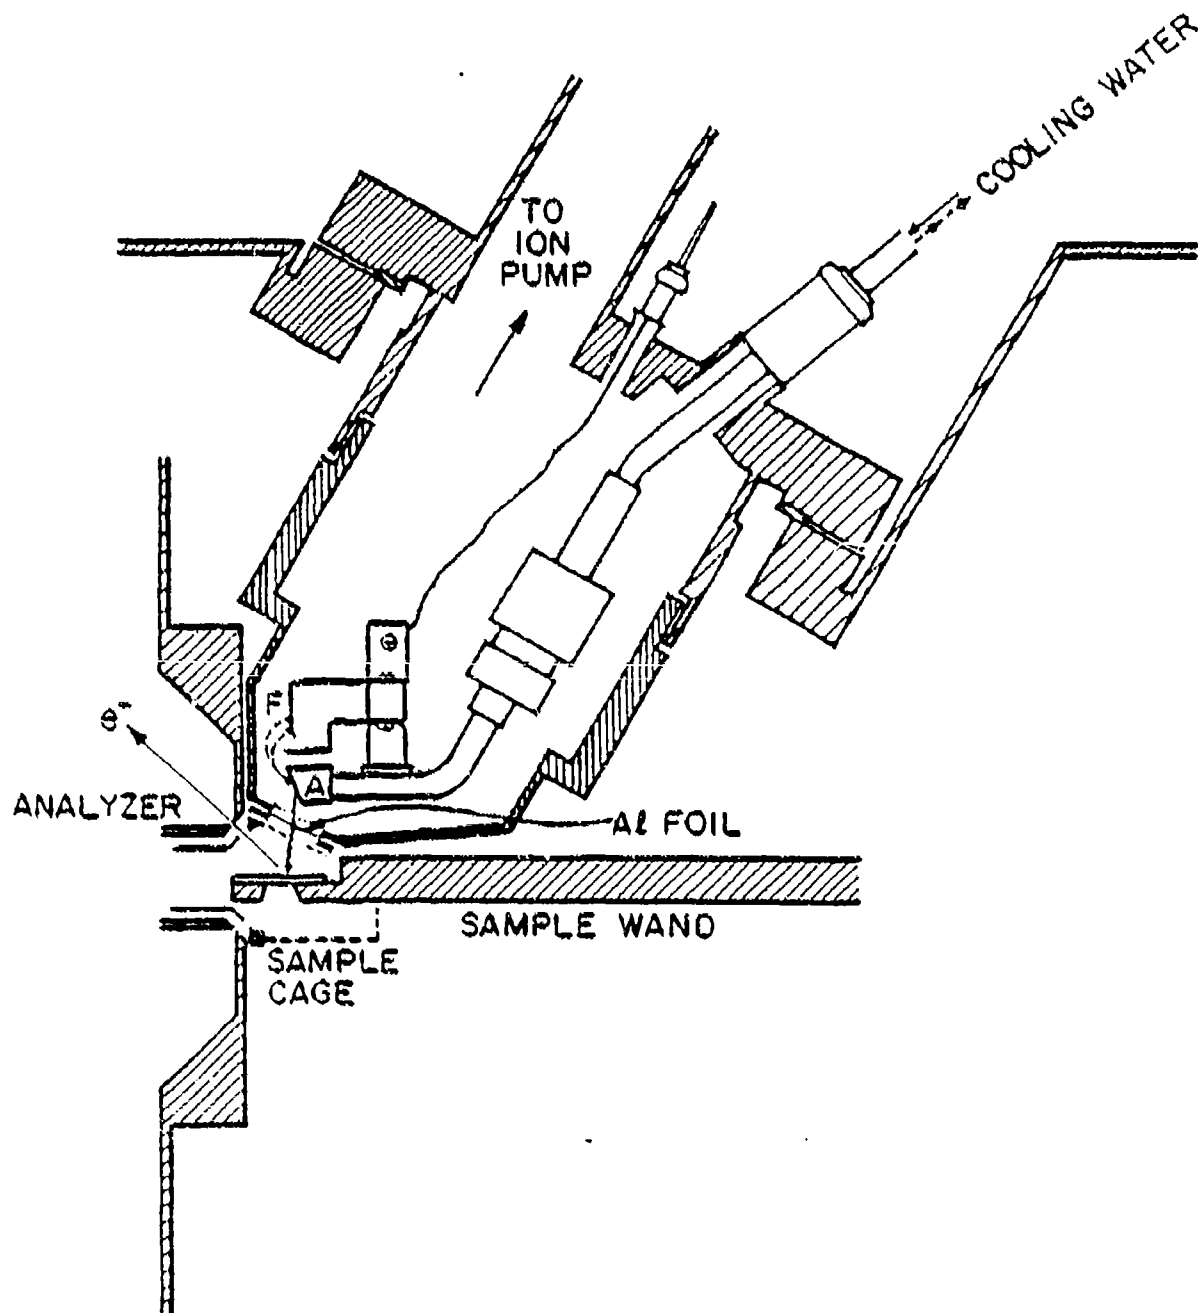 COOLING WATER
TO
ION
PUMP
F
e-
A
ANALYZER
Al FOIL
SAMPLE WAND
SAMPLE
CAGE